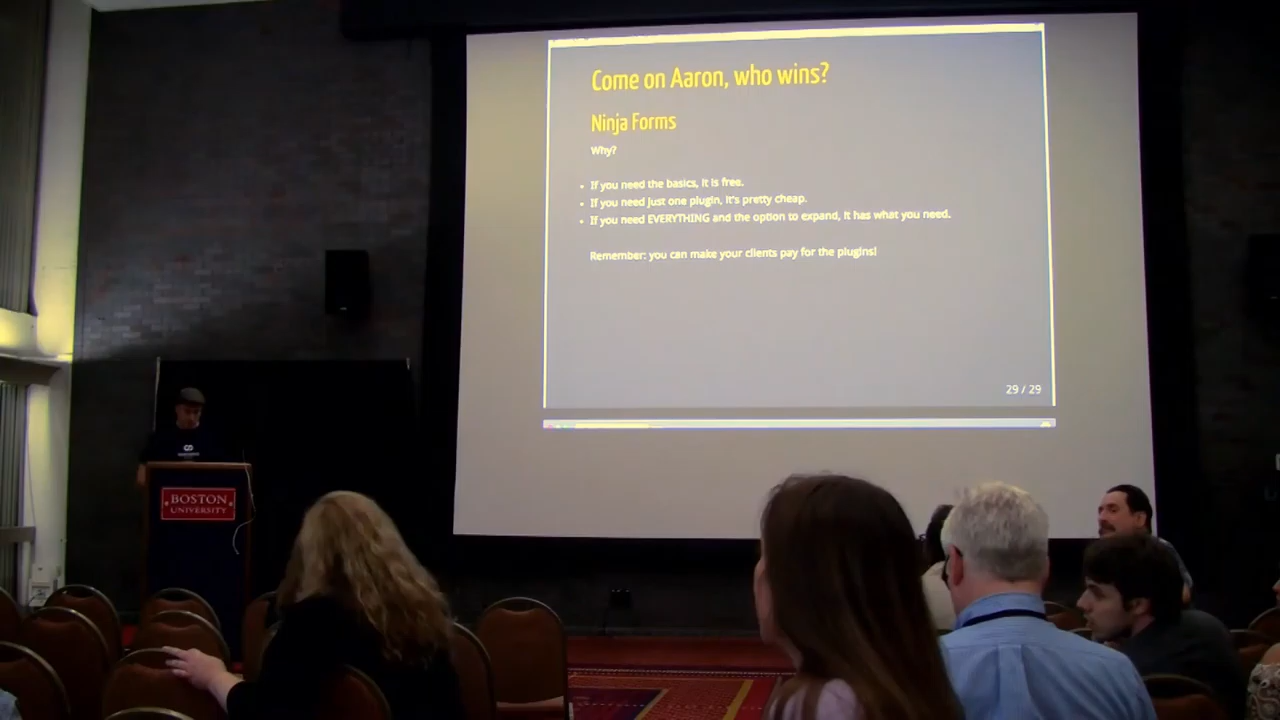 Come on Aaron, who wins?
Ninja Forms
Why?
• If you need the basics, it is free.
• If you need just one plugin, it's pretty cheap.
• If you need EVERYTHING and the option to expand, it has what you need.
Remember: you can make your clients pay for the plugins!
29 / 29
BOSTON
UNIVERSITY